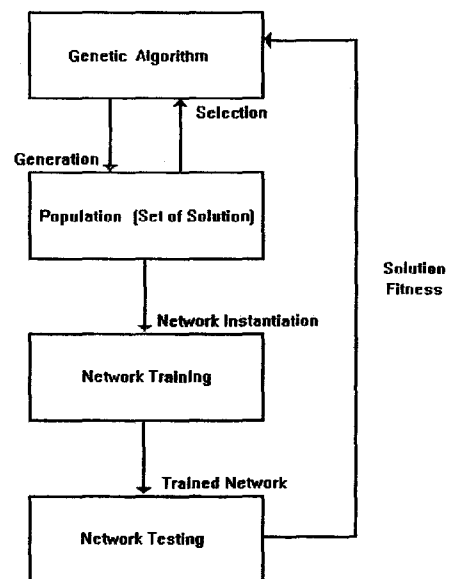 Genetic Algorithm
Selection
Generation
Population (Set of Solution)
Solution
Fitness
Network Instantiation
Network Training
Trained Network
Network Testing